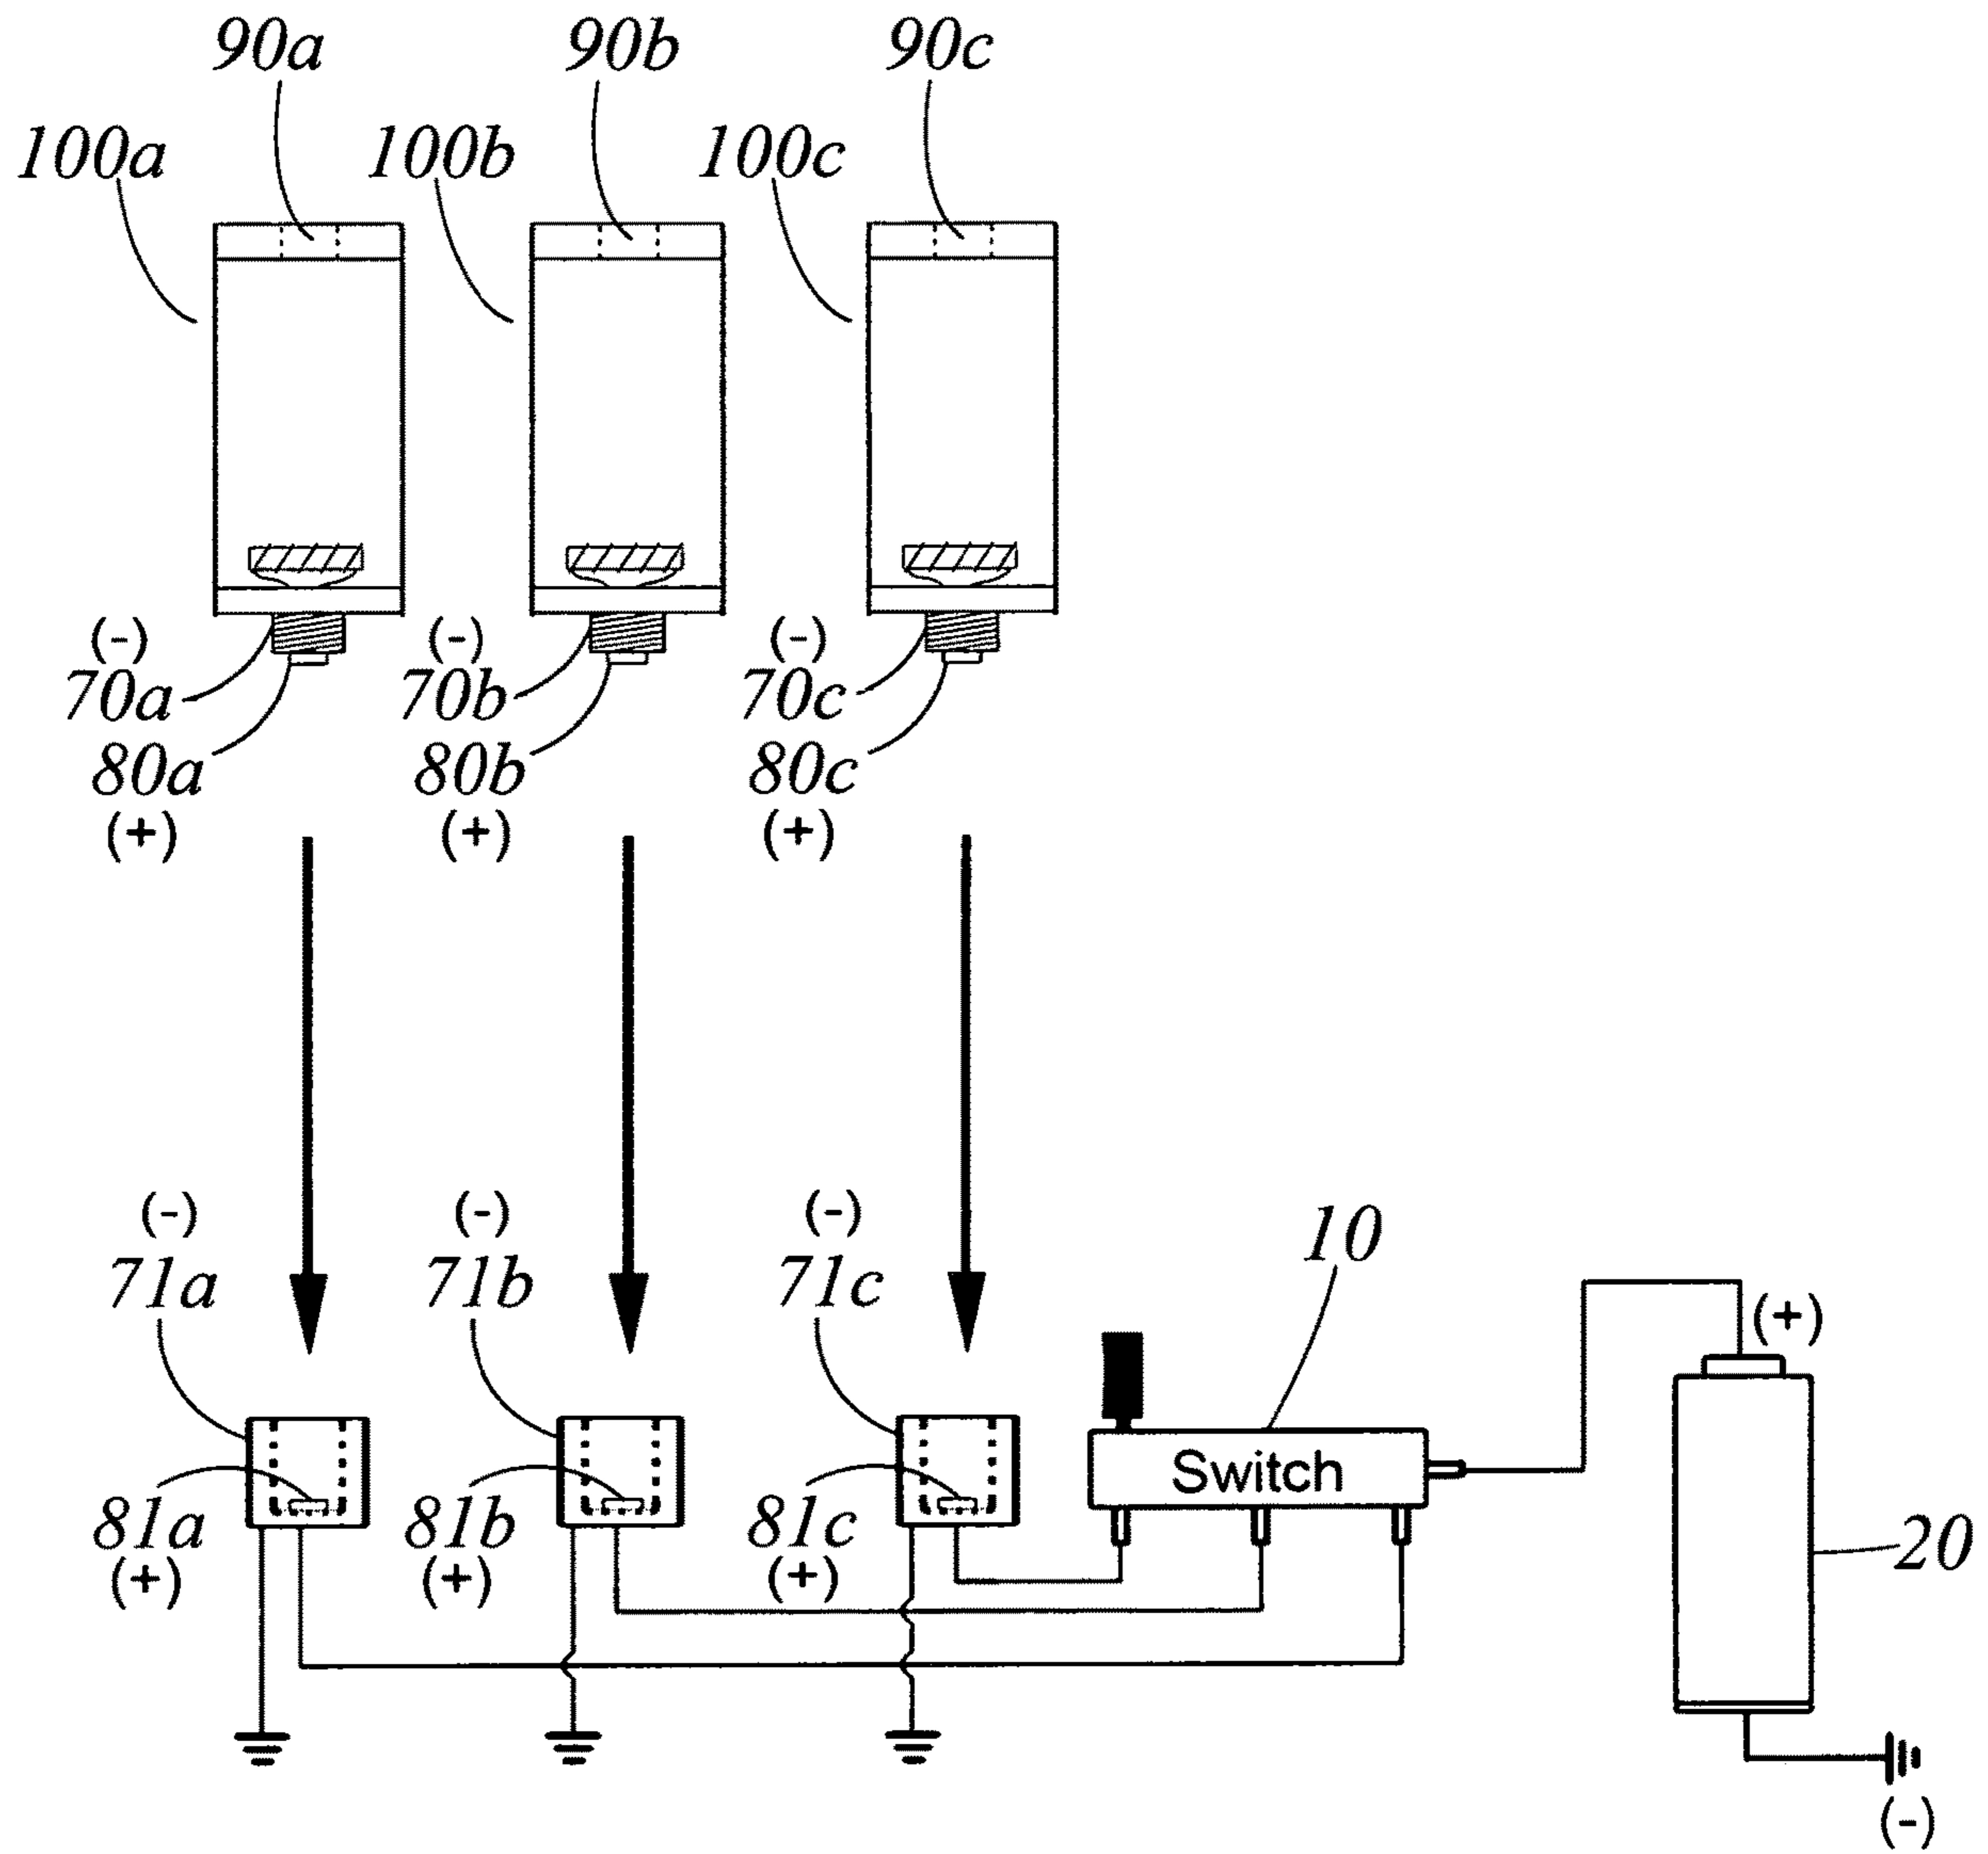 90a 90b 90c
100a 100b 100c
(-) (-) (-)
70a 70b 70c
80a 80b 80c
(+) (+) (+)
(-) (-) (-)
71a 71b 71c 10
(+)
Switch
81a 81b 81c 20
(+) (+) (+)
(-)